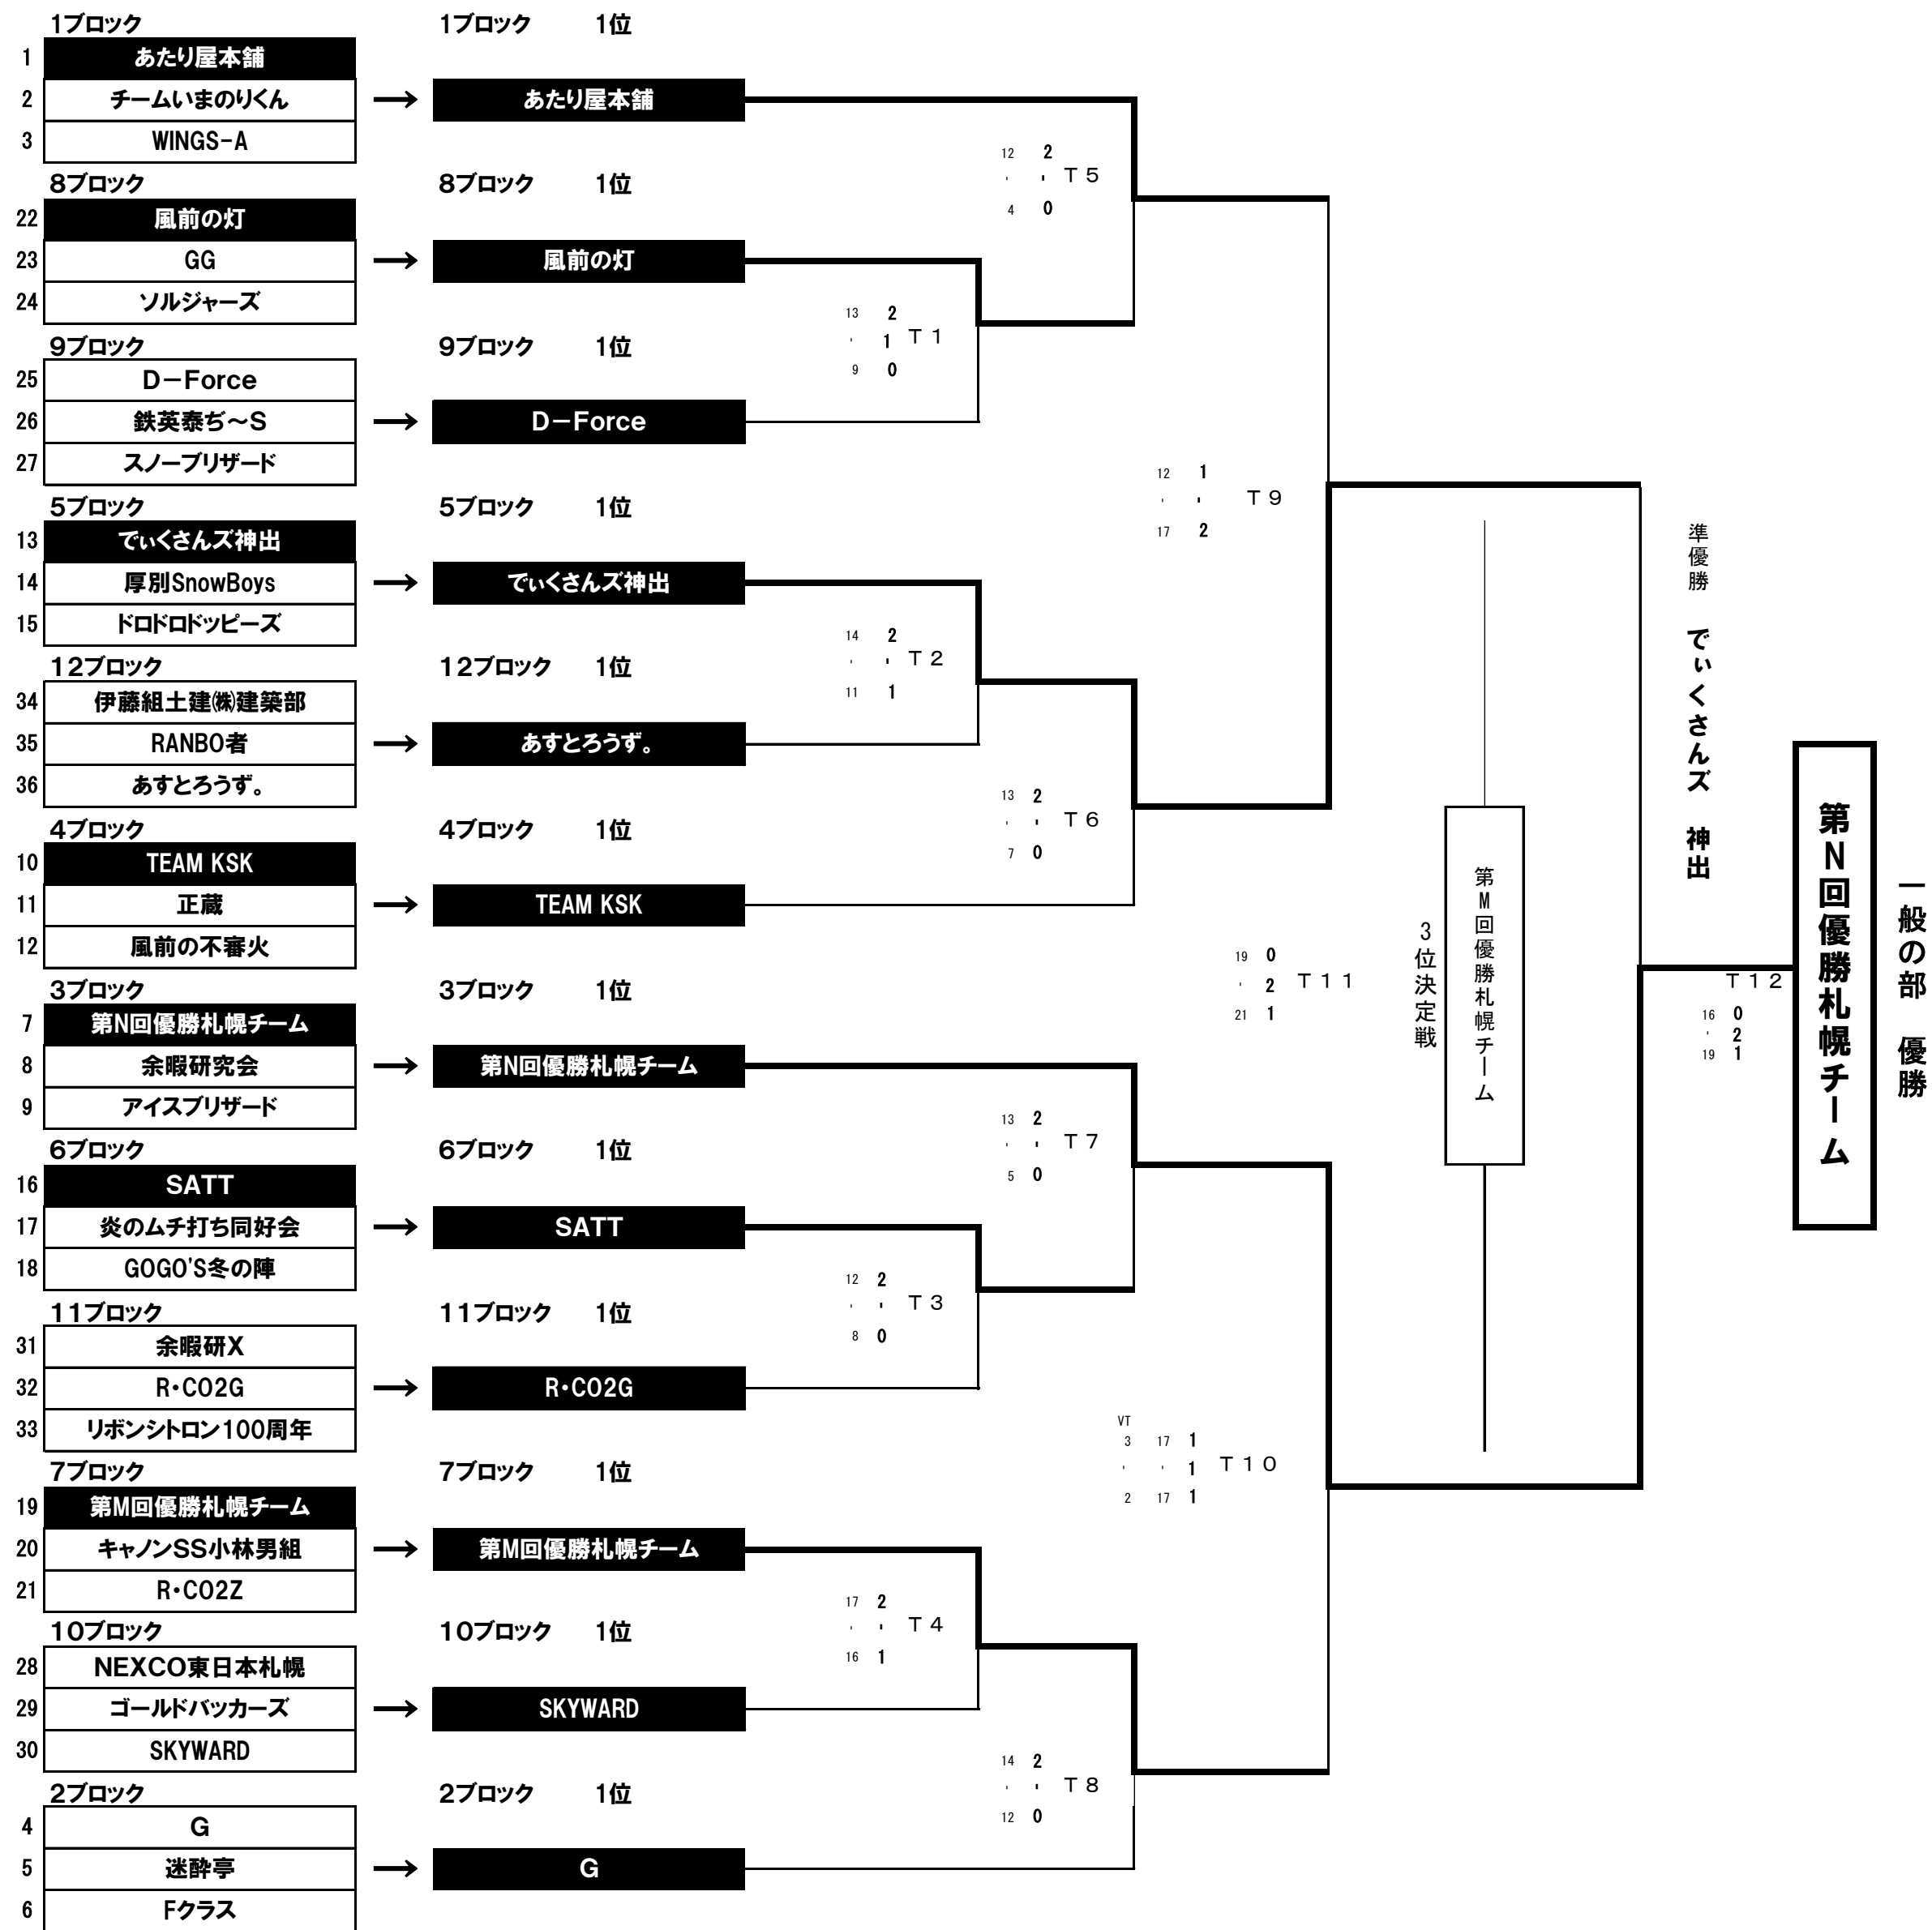 1ブロック
1 あたり屋本舗
2 チームいまのりくん
3 WINGS-A
8ブロック
22 風前の灯
23 GG
24 ソルジャーズ
9ブロック
25 D－Force
26 鉄英泰ぢ～S
27 スノーブリザード
5ブロック
13 でぃくさんズ神出
14 厚別SnowBoys
15 ドロドロドッピーズ
12ブロック
34 伊藤組土建㈱建築部
35 RANBO者
36 あすとろうず。
4ブロック
10 TEAM KSK
11 正蔵
12 風前の不審火
3ブロック
7 第N回優勝札幌チーム
8 余暇研究会
9 アイスブリザード
6ブロック
16 SATT
17 炎のムチ打ち同好会
18 GOGO'S冬の陣
11ブロック
31 余暇研X
32 R・CO2G
33 リボンシトロン100周年
7ブロック
19 第M回優勝札幌チーム
20 キャノンSS小林男組
21 R・CO2Z
10ブロック
28 NEXCO東日本札幌
29 ゴールドバッカーズ
30 SKYWARD
2ブロック
4 G
5 迷酔亭
6 Fクラス
1ブロック 1位
→ あたり屋本舗
8ブロック 1位
→ 風前の灯
9ブロック 1位
→ D－Force
5ブロック 1位
→ でぃくさんズ神出
12ブロック 1位
→ あすとろうず。
4ブロック 1位
→ TEAM KSK
3ブロック 1位
→ 第N回優勝札幌チーム
6ブロック 1位
→ SATT
11ブロック 1位
→ R・CO2G
7ブロック 1位
→ 第M回優勝札幌チーム
10ブロック 1位
→ SKYWARD
2ブロック 1位
→ G
13 2
- 1 T1
9 0
14 2
- - T2
11 1
12 2
- - T3
8 0
17 2
- - T4
16 1
12 2
- - T5
4 0
13 2
- - T6
7 0
13 2
- - T7
5 0
14 2
- - T8
12 0
12 1
- - T9
17 2
VT
3 17 1
- - 1 T10
2 17 1
19 0
- 2 T11
21 1
3位決定戦
第M回優勝札幌チーム
準優勝 でぃくさんズ 神出
T12
16 0
- 2
19 1
第N回優勝札幌チーム
一般の部 優勝